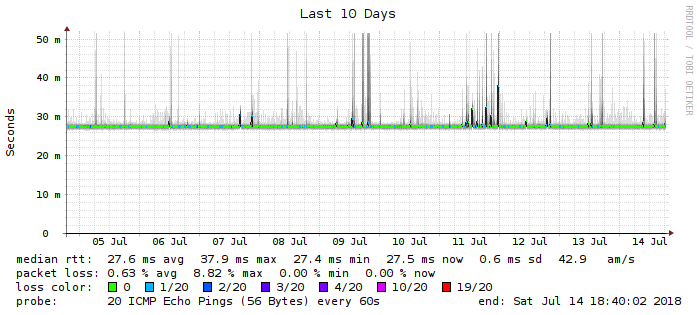 Last 10 Days
RRDTOOL / TOBI OETIKER
Seconds
50 m
40 m
30 m
20 m
10 m
0
05 Jul 06 Jul 07 Jul 08 Jul 09 Jul 10 Jul 11 Jul 12 Jul 13 Jul 14 Jul
median rtt: 27.6 ms avg 37.9 ms max 27.4 ms min 27.5 ms now 0.6 ms sd 42.9 am/s
packet loss: 0.63 % avg 8.82 % max 0.00 % min 0.00 % now
loss color: 0 1/20 2/20 3/20 4/20 10/20 19/20
probe: 20 ICMP Echo Pings (56 Bytes) every 60s end: Sat Jul 14 18:40:02 2018